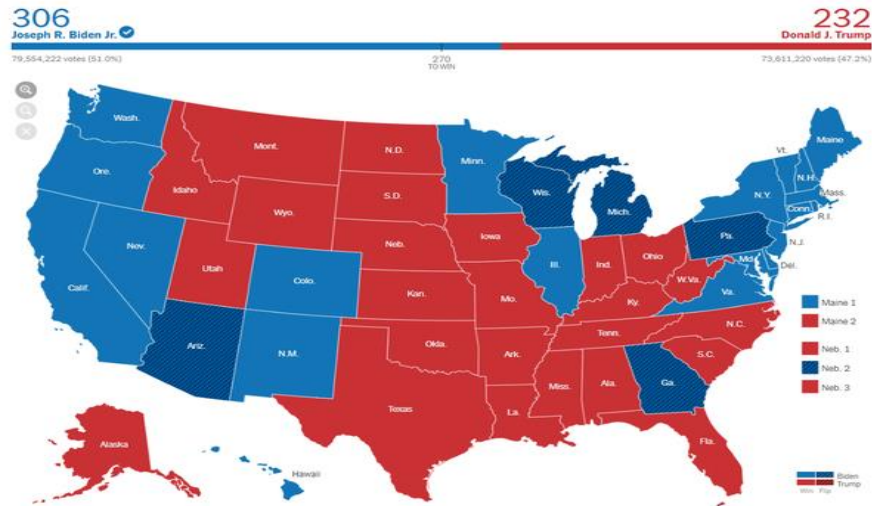 306
232
Joseph R. Biden Jr.
Donald J. Trump
79,554,222 votes (51.0%)
270
TO WIN
73,611,220 votes (47.2%)
Wash.
Mont.
N.D.
Minn.
Maine
Vt.
N.H.
Ore.
Idaho
S.D.
Wis.
Mich.
N.Y.
Mass.
Conn.
R.I.
Wyo.
Iowa
Pa.
N.J.
Nev.
Neb.
Ill.
Ind.
Ohio
Md.
Del.
Utah
Colo.
Calif.
Kan.
Mo.
W.Va.
Va.
Ky.
Maine 1
Maine 2
Ariz.
N.M.
Okla.
Ark.
Tenn.
N.C.
S.C.
Neb. 1
Neb. 2
Neb. 3
Miss.
Ala.
Ga.
Texas
La.
Fla.
Alaska
Hawaii
Biden
Trump
Win
Flip